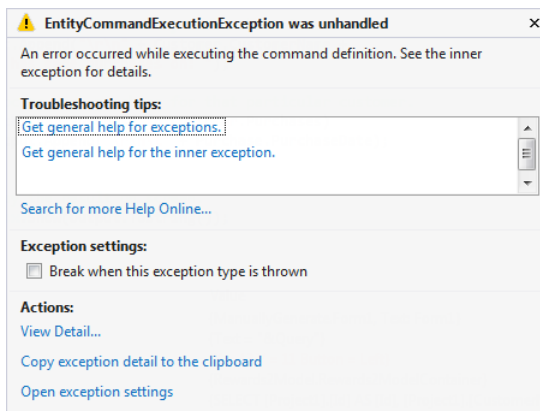 EntityCommandExecutionException was unhandled
An error occurred while executing the command definition. See the inner
exception for details.
Troubleshooting tips:
Get general help for exceptions.
Get general help for the inner exception.
Search for more Help Online...
Exception settings:
Break when this exception type is thrown
Actions:
View Detail...
Copy exception detail to the clipboard
Open exception settings